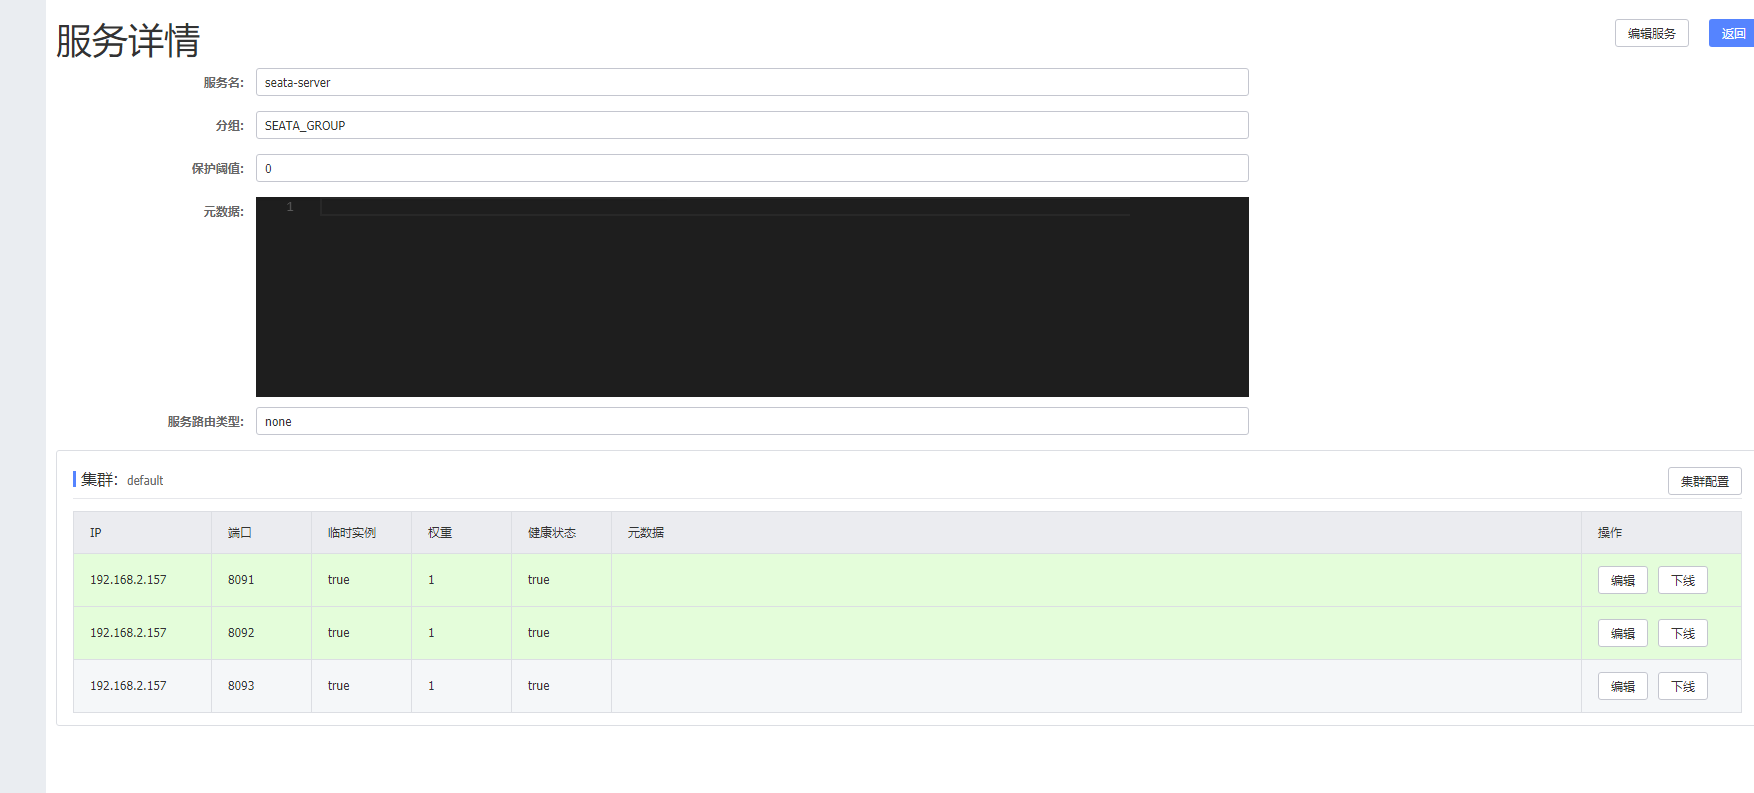 服务详情
编辑服务 返回
服务名: seata-server
分组: SEATA_GROUP
保护阈值: 0
元数据: 1
服务路由类型: none
集群: default 集群配置
IP 端口 临时实例 权重 健康状态 元数据 操作
192.168.2.157 8091 true 1 true 编辑 下线
192.168.2.157 8092 true 1 true 编辑 下线
192.168.2.157 8093 true 1 true 编辑 下线